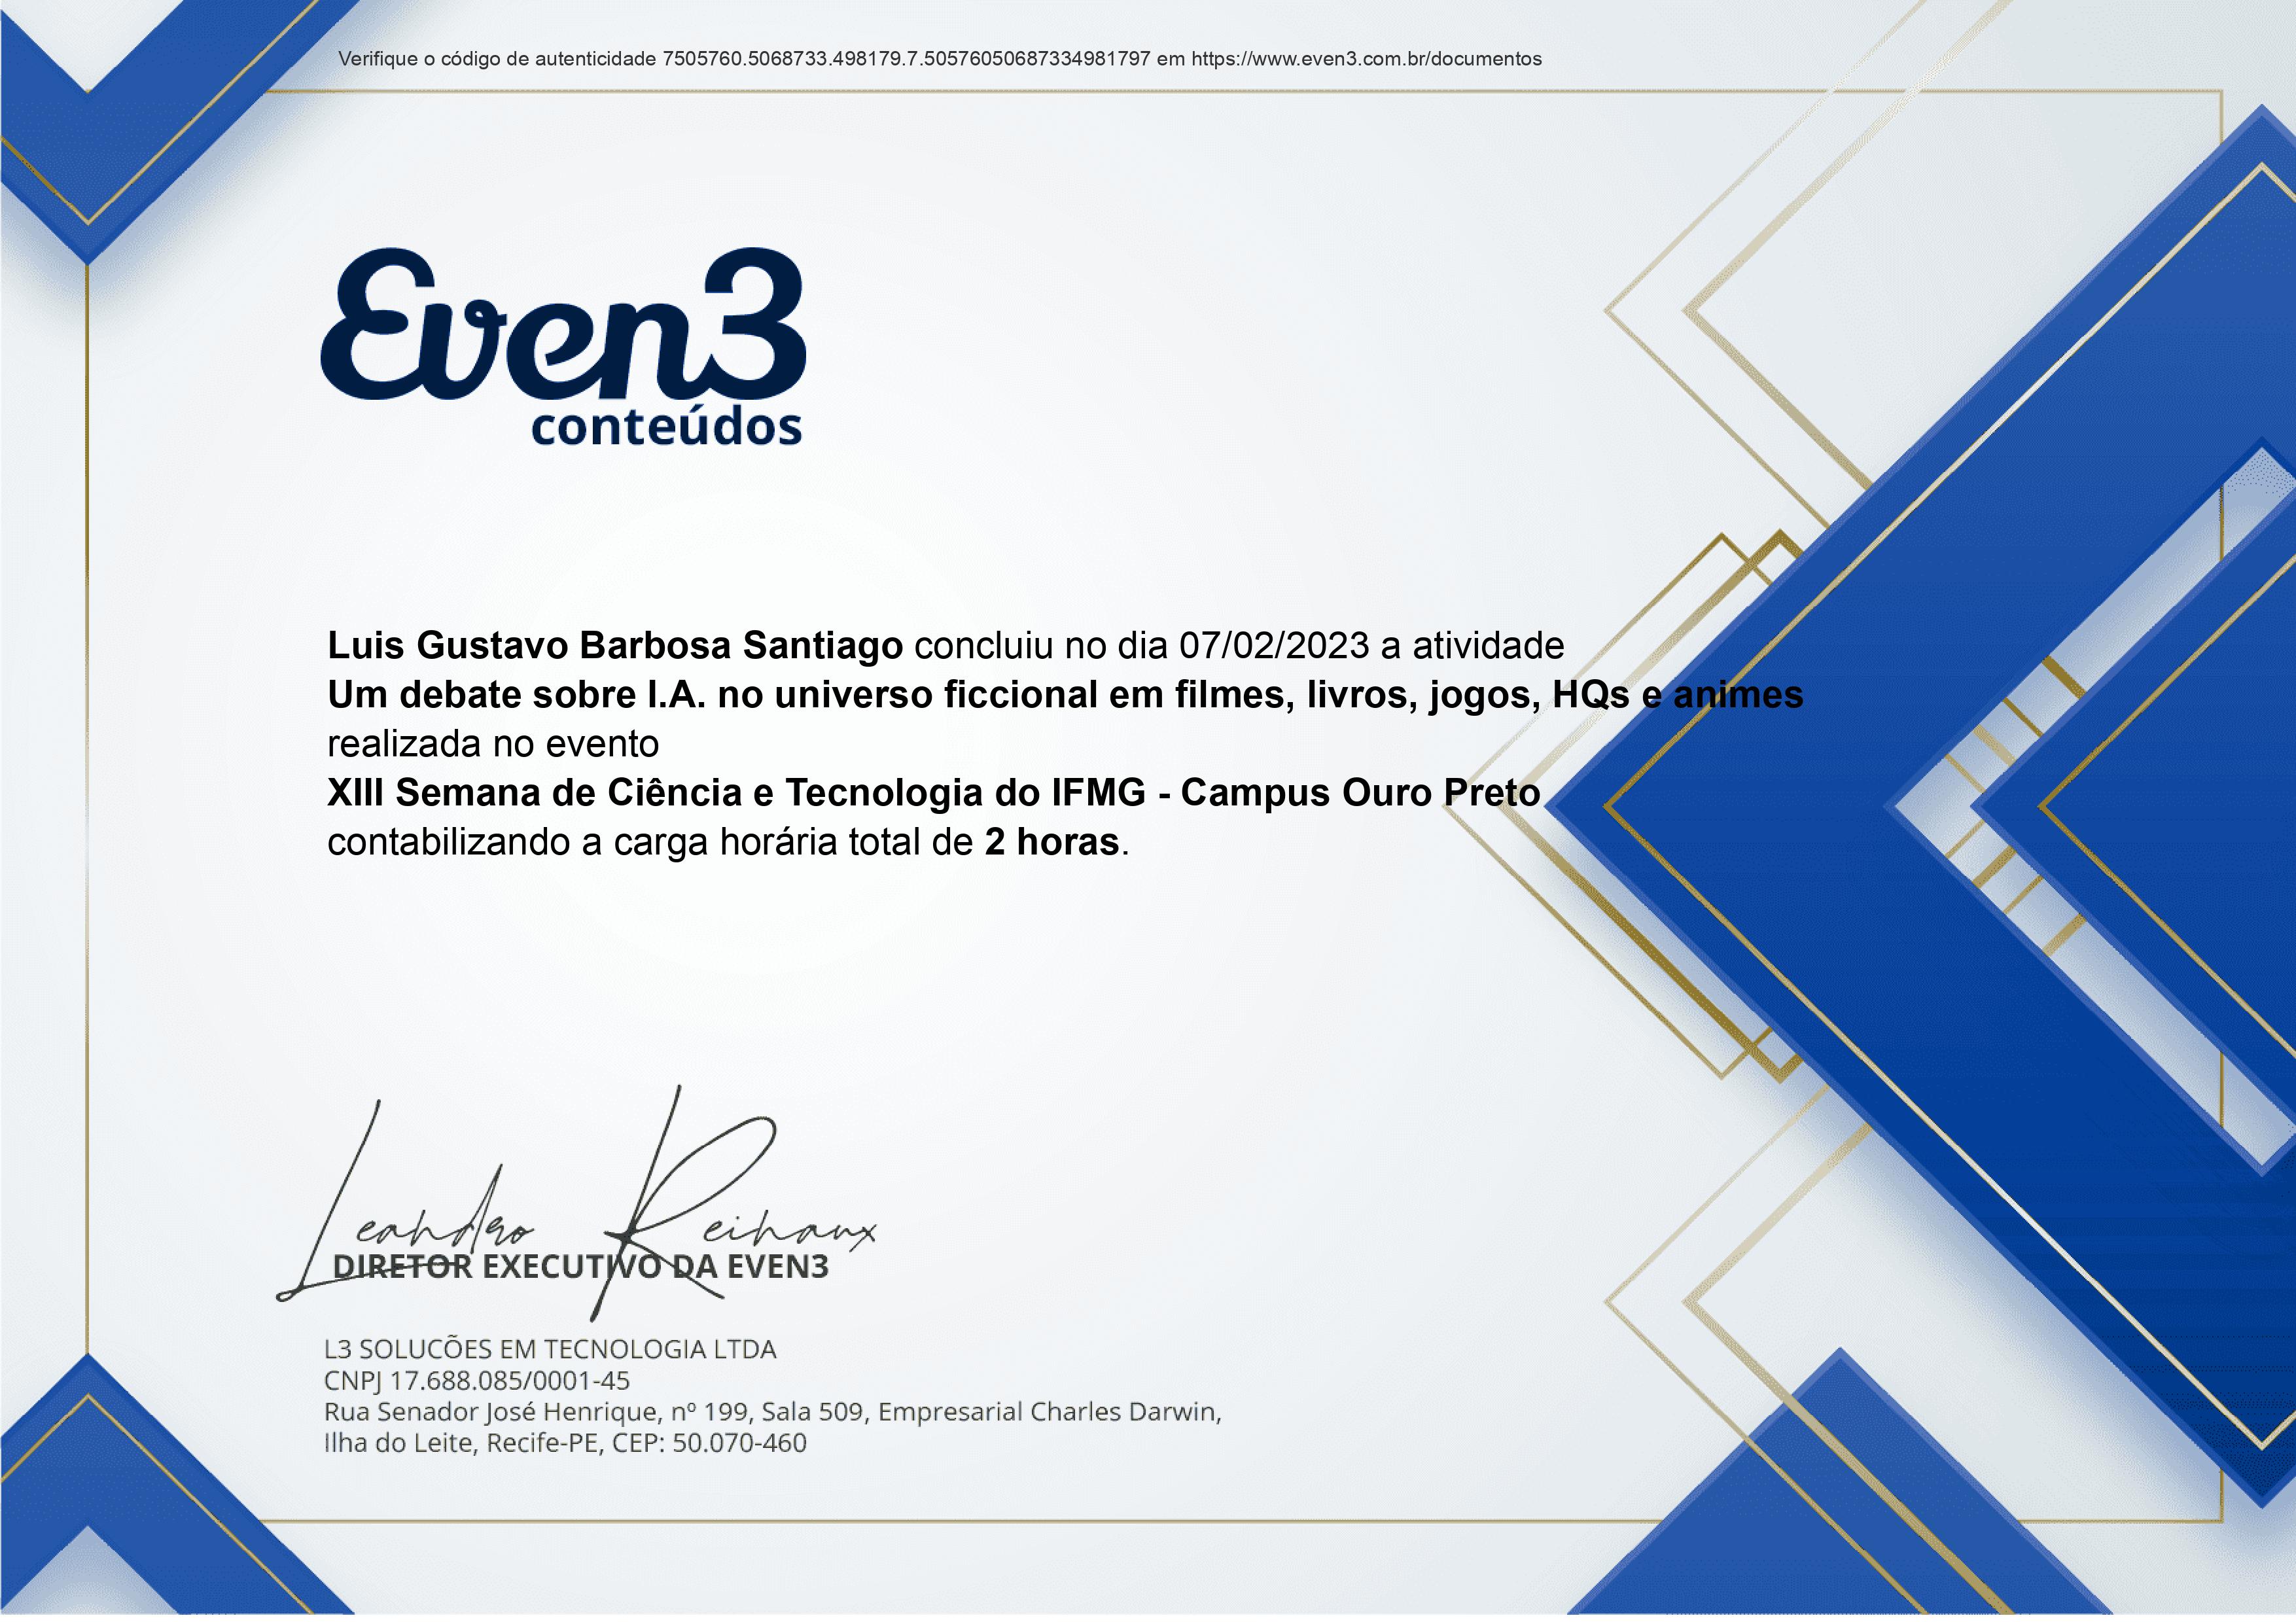 Verifique o código de autenticidade 7505760.5068733.498179.7.50576050687334981797 em https://www.even3.com.br/documentos
Even3
conteúdos
Luis Gustavo Barbosa Santiago concluiu no dia 07/02/2023 a atividade
Um debate sobre I.A. no universo ficcional em filmes, livros, jogos, HQs e animes
realizada no evento
XIII Semana de Ciência e Tecnologia do IFMG - Campus Ouro Preto
contabilizando a carga horária total de 2 horas.
Leandro Reinaux
DIRETOR EXECUTIVO DA EVEN3
L3 SOLUCÕES EM TECNOLOGIA LTDA
CNPJ 17.688.085/0001-45
Rua Senador José Henrique, nº 199, Sala 509, Empresarial Charles Darwin,
Ilha do Leite, Recife-PE, CEP: 50.070-460